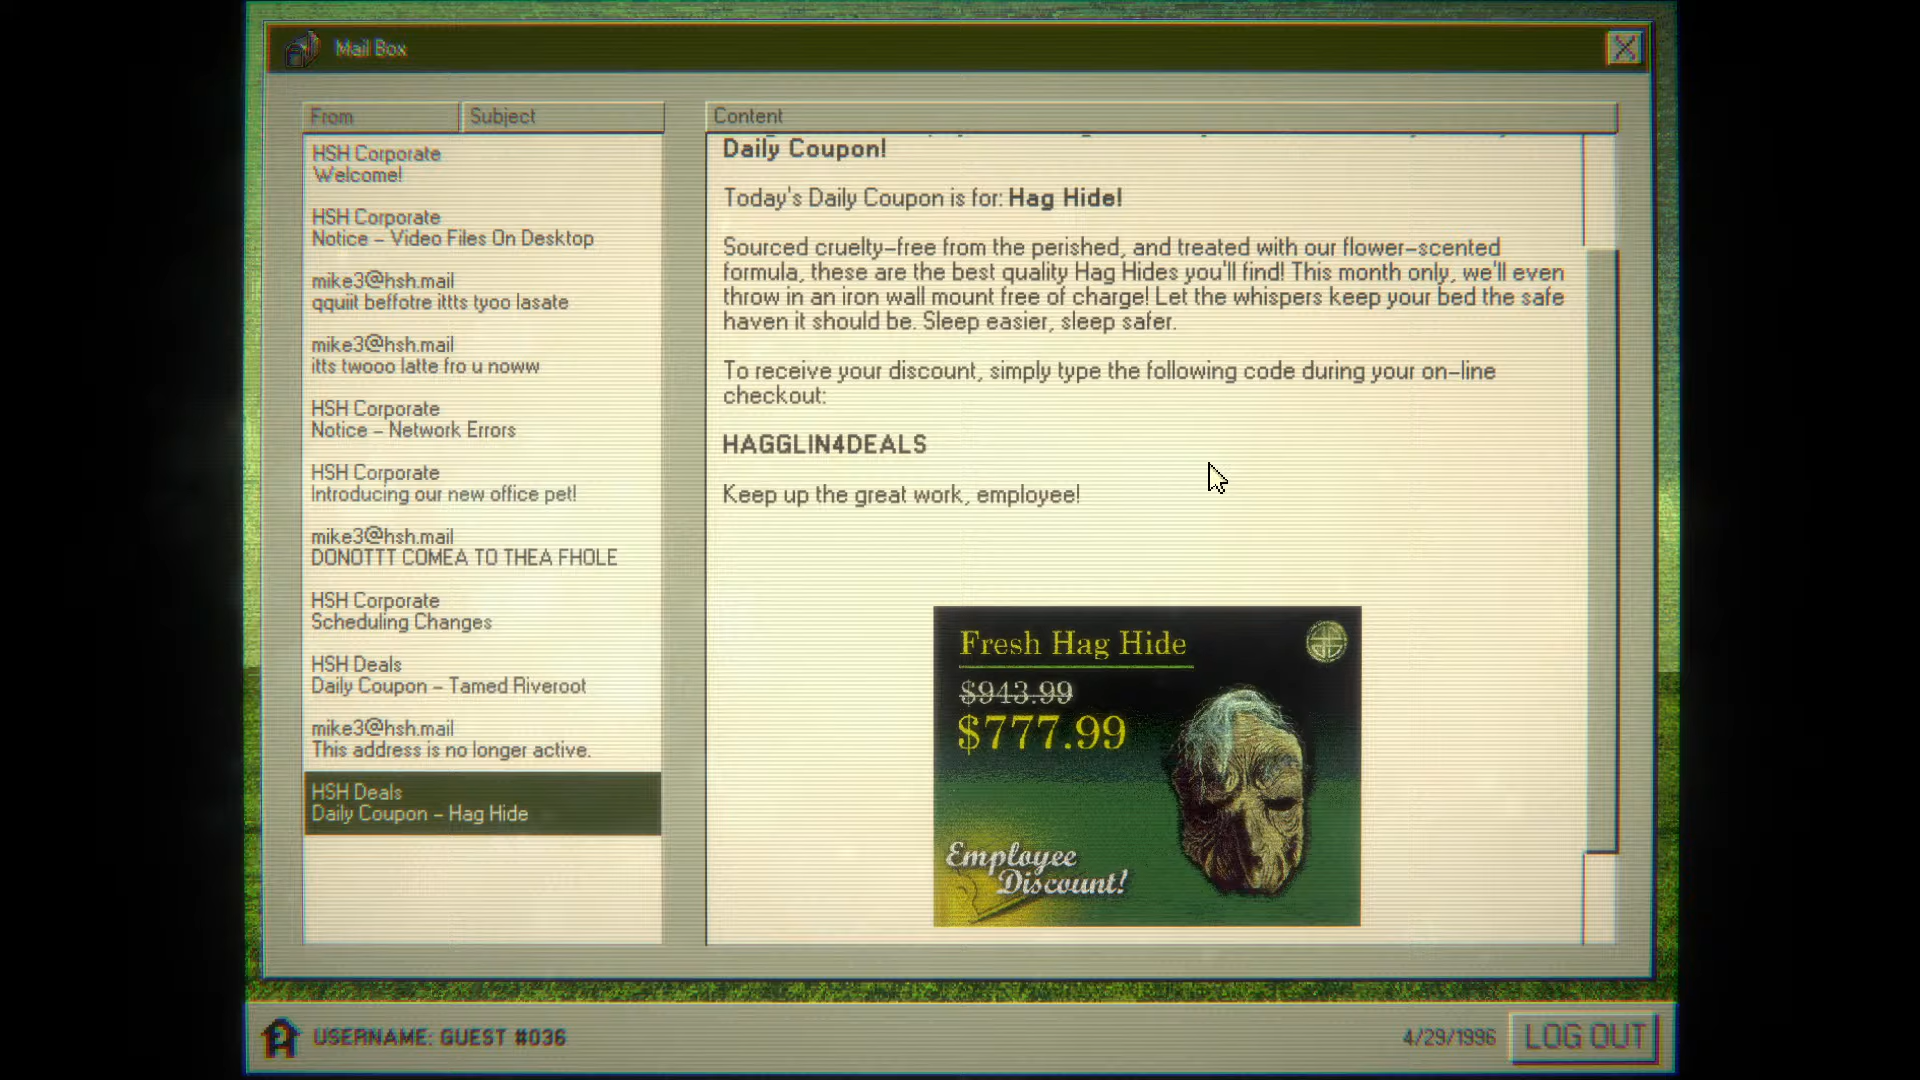 Mail Box
From
Subject
HSH Corporate
Welcome!
HSH Corporate
Notice - Video Files On Desktop
mike3@hsh.mail
qquiit beffotre ittts tyoo lasate
mike3@hsh.mail
itts twooo latte fro u noww
HSH Corporate
Notice - Network Errors
HSH Corporate
Introducing our new office pet!
mike3@hsh.mail
DONOTTT COMEA TO THEA FHOLE
HSH Corporate
Scheduling Changes
HSH Deals
Daily Coupon - Tamed Riveroot
mike3@hsh.mail
This address is no longer active.
HSH Deals
Daily Coupon - Hag Hide
Content
Daily Coupon!
Today's Daily Coupon is for: Hag Hide!
Sourced cruelty-free from the perished, and treated with our flower-scented
formula, these are the best quality Hag Hides you'll find! This month only, we'll even
throw in an iron wall mount free of charge! Let the whispers keep your bed the safe
haven it should be. Sleep easier, sleep safer.
To receive your discount, simply type the following code during your on-line
checkout:
HAGGLIN4DEALS
Keep up the great work, employee!
Fresh Hag Hide
$943.99
$777.99
Employee
Discount!
USERNAME: GUEST #036
4/29/1996
LOG OUT